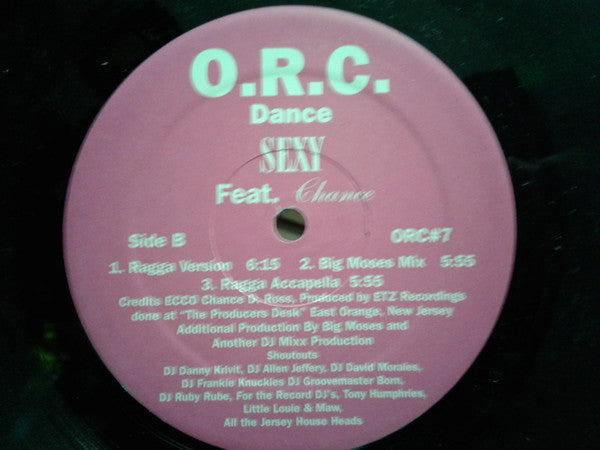 O.R.C.
Dance
SEXY
Feat. Chance
Side B ORC#7
1. Ragga Version 6:15 2. Big Moses Mix 5:55
3. Ragga Accapella 5:55
Credits ECCO Chance D. Ross, Produced by ETZ Recordings
done at "The Producers Desk" East Orange, New Jersey
Additional Production By Big Moses and
Another DJ Mixx Production
Shoutouts
DJ Danny Krivit, DJ Allen Jeffery, DJ David Morales,
DJ Frankie Knuckles DJ Groovemaster Bom,
DJ Ruby Rube, For the Record DJ's, Tony Humphries,
Little Louie & Maw,
All the Jersey House Heads